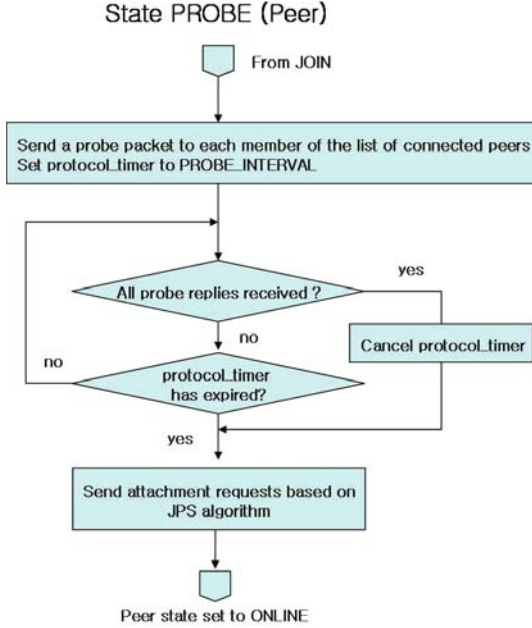 State PROBE (Peer)
From JOIN
Send a probe packet to each member of the list of connected peers
Set protocol_timer to PROBE_INTERVAL
All probe replies received ?
yes
no
Cancel protocol_timer
no
protocol_timer
has expired?
yes
Send attachment requests based on
JPS algorithm
Peer state set to ONLINE